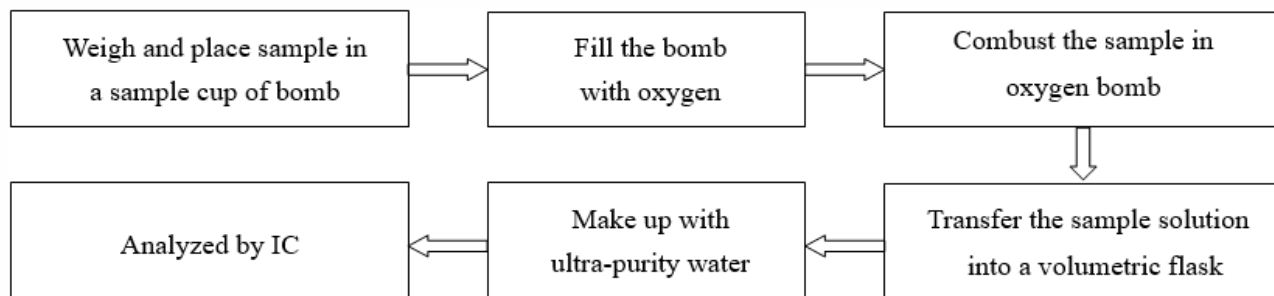 Weigh and place sample in
a sample cup of bomb
Fill the bomb
with oxygen
Combust the sample in
oxygen bomb
Transfer the sample solution
into a volumetric flask
Make up with
ultra-purity water
Analyzed by IC